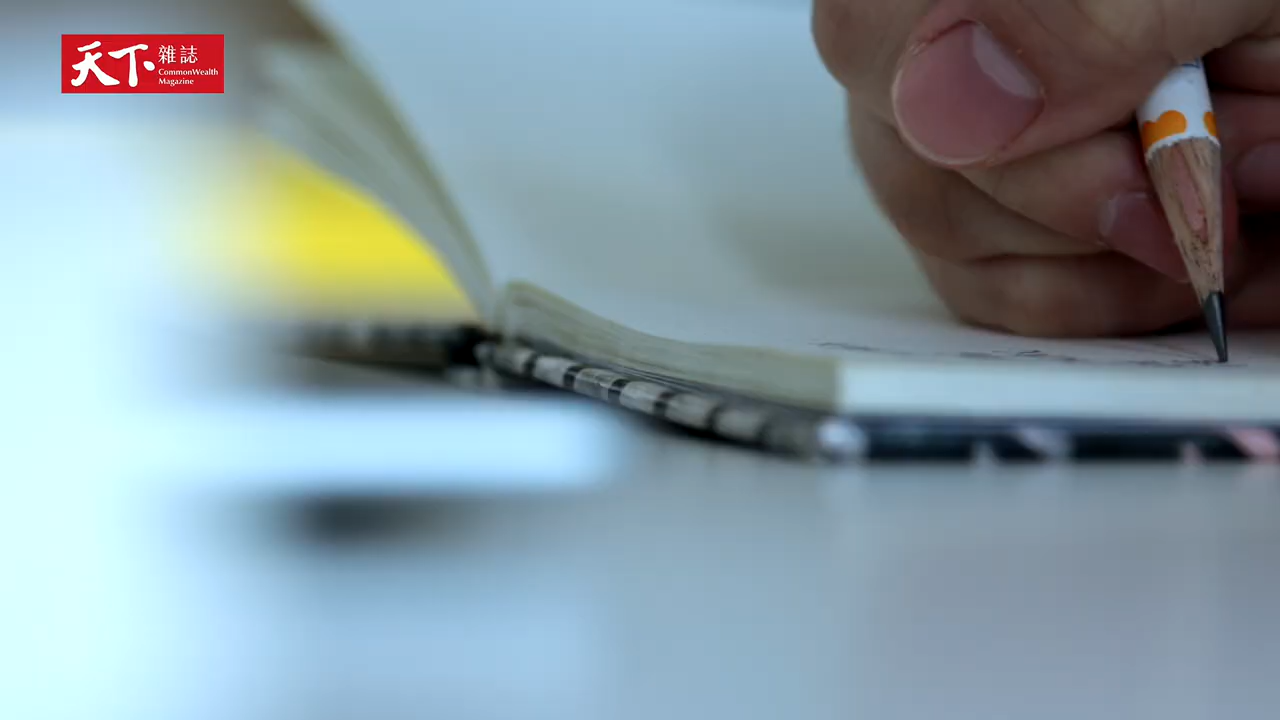 天下 雜誌
CommonWealth
Magazine